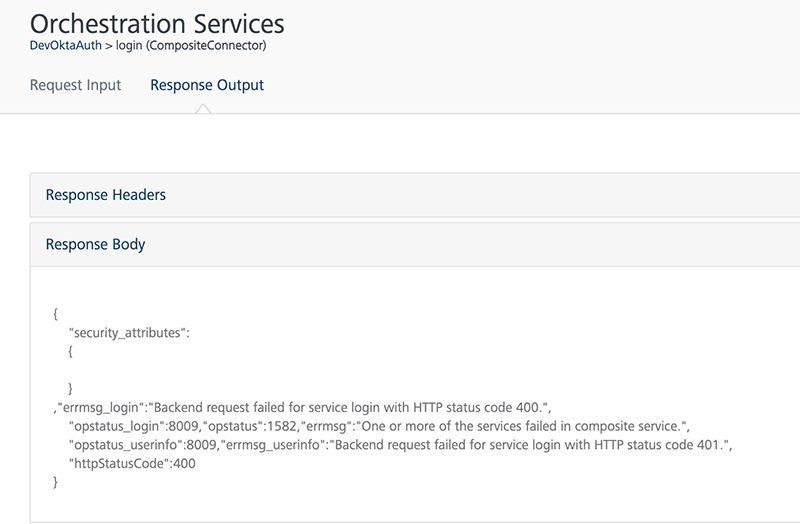 Orchestration Services
DevOktaAuth > login (CompositeConnector)
Request Input Response Output
Response Headers
Response Body
{
"security_attributes":
{
}
,"errmsg_login":"Backend request failed for service login with HTTP status code 400.",
"opstatus_login":8009,"opstatus":1582,"errmsg":"One or more of the services failed in composite service.",
"opstatus_userinfo":8009,"errmsg_userinfo":"Backend request failed for service login with HTTP status code 401.",
"httpStatusCode":400
}